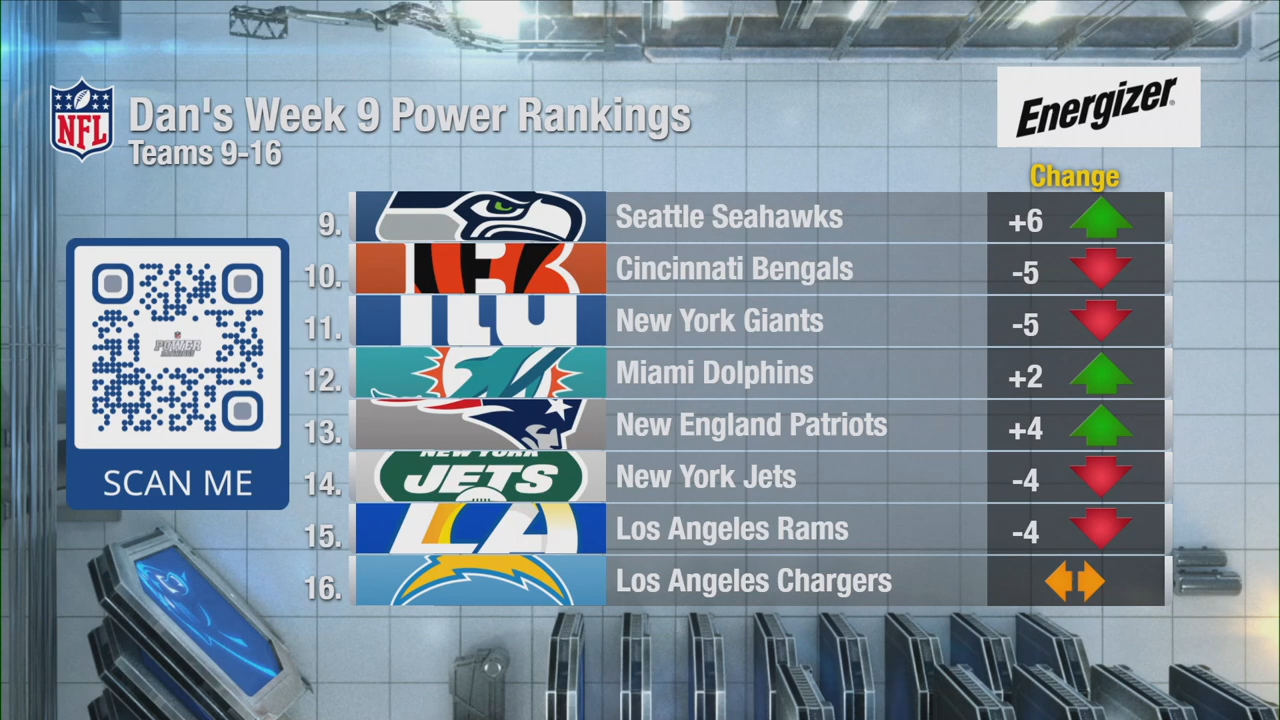 NFL
Dan's Week 9 Power Rankings
Teams 9-16
Energizer
Change
9. Seattle Seahawks +6
10. Cincinnati Bengals -5
11. New York Giants -5
12. Miami Dolphins +2
13. New England Patriots +4
NEW YORK
JETS
14. New York Jets -4
LA
15. Los Angeles Rams -4
16. Los Angeles Chargers
POWER
SCAN ME